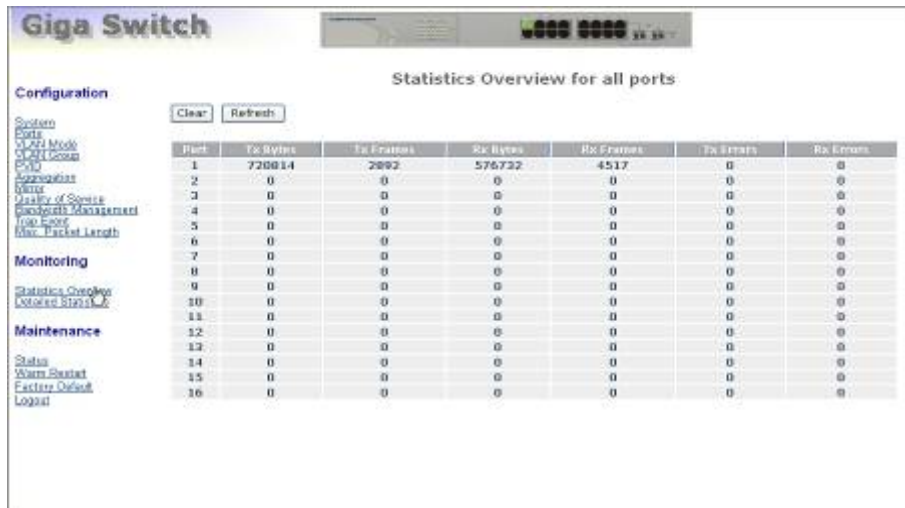 Giga Switch
Statistics Overview for all ports
Configuration
System
Ports
VLAN Mode
VLAN Group
PVID
Aggregation
Mirror
Quality of Service
Bandwidth Management
Trap Event
Max. Packet Length
Monitoring
Statistics Overview
Detailed Statistics
Maintenance
Status
Warm Restart
Factory Default
Logout
Clear Refresh
Port Tx Bytes Tx Frames Rx Bytes Rx Frames Tx Errors Rx Errors
1 720814 2892 576732 4517 0 0
2 0 0 0 0 0 0
3 0 0 0 0 0 0
4 0 0 0 0 0 0
5 0 0 0 0 0 0
6 0 0 0 0 0 0
7 0 0 0 0 0 0
8 0 0 0 0 0 0
9 0 0 0 0 0 0
10 0 0 0 0 0 0
11 0 0 0 0 0 0
12 0 0 0 0 0 0
13 0 0 0 0 0 0
14 0 0 0 0 0 0
15 0 0 0 0 0 0
16 0 0 0 0 0 0